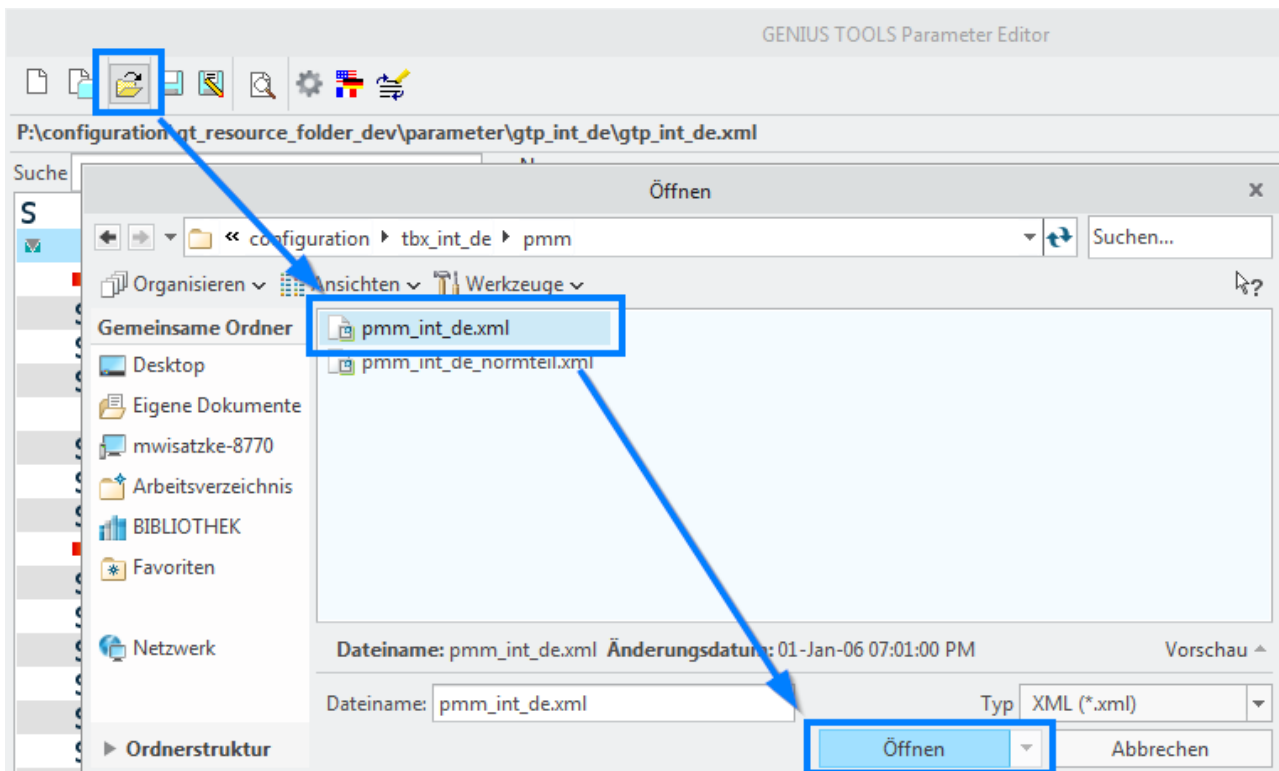 GENIUS TOOLS Parameter Editor
P:\configuration\gt_resource_folder_dev\parameter\gtp_int_de\gtp_int_de.xml
Suche
Öffnen
S
« configuration tbx_int_de pmm Suchen...
Organisieren Ansichten Werkzeuge
Gemeinsame Ordner pmm_int_de.xml
Desktop pmm_int_de_normteil.xml
Eigene Dokumente
mwisatzke-8770
Arbeitsverzeichnis
BIBLIOTHEK
Favoriten
Netzwerk Dateiname: pmm_int_de.xml Änderungsdatum: 01-Jan-06 07:01:00 PM Vorschau
Dateiname: pmm_int_de.xml Typ XML (*.xml)
Ordnerstruktur Öffnen Abbrechen